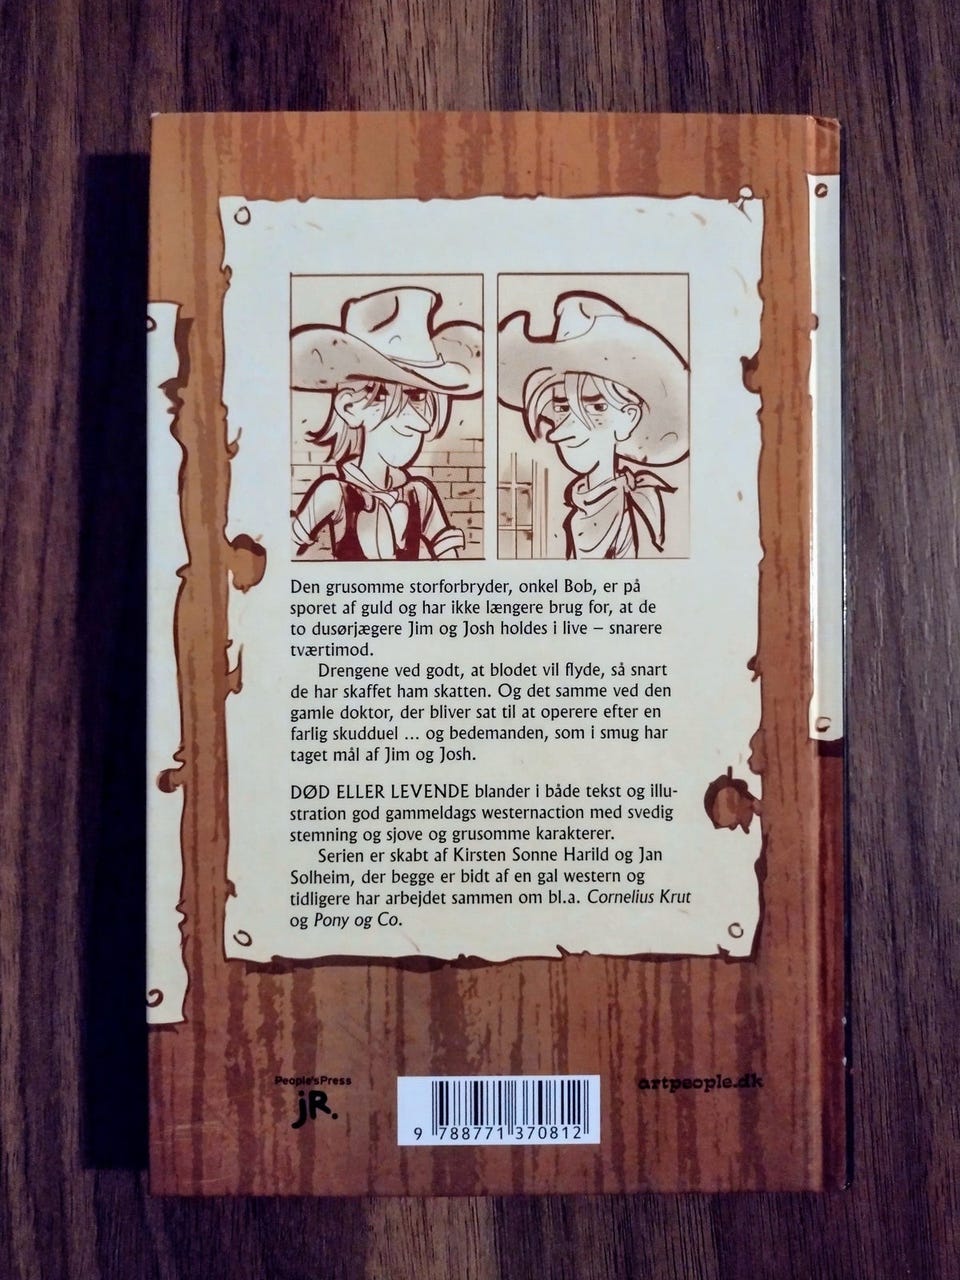 Den grusomme storforbryder, onkel Bob, er på
sporet af guld og har ikke længere brug for, at de
to dusørjægere Jim og Josh holdes i live – snarere
tværtimod.
Drengene ved godt, at blodet vil flyde, så snart
de har skaffet ham skatten. Og det samme ved den
gamle doktor, der bliver sat til at operere efter en
farlig skudduel ... og bedemanden, som i smug har
taget mål af Jim og Josh.
DØD ELLER LEVENDE blander i både tekst og illu-
stration god gammeldags westernaction med svedig
stemning og sjove og grusomme karakterer.
Serien er skabt af Kirsten Sonne Harild og Jan
Solheim, der begge er bidt af en gal western og
tidligere har arbejdet sammen om bl.a. Cornelius Krut
og Pony og Co.
People'sPress
jR.
artpeople.dk
9 788771 370812